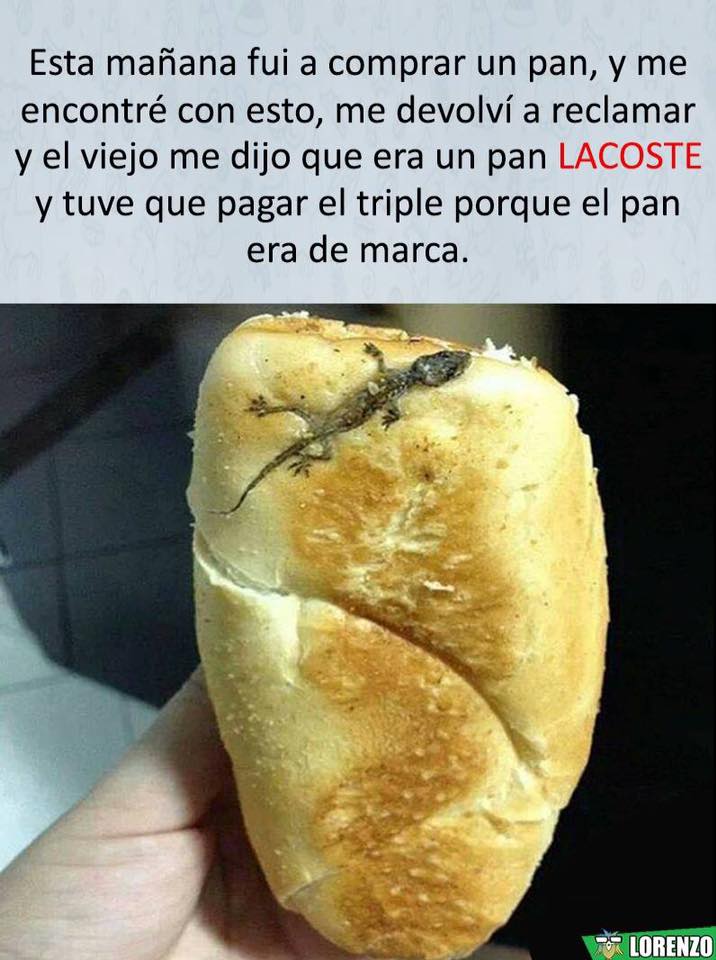 Esta mañana fui a comprar un pan, y me
encontré con esto, me devolví a reclamar
y el viejo me dijo que era un pan LACOSTE
y tuve que pagar el triple porque el pan
era de marca.
LORENZO